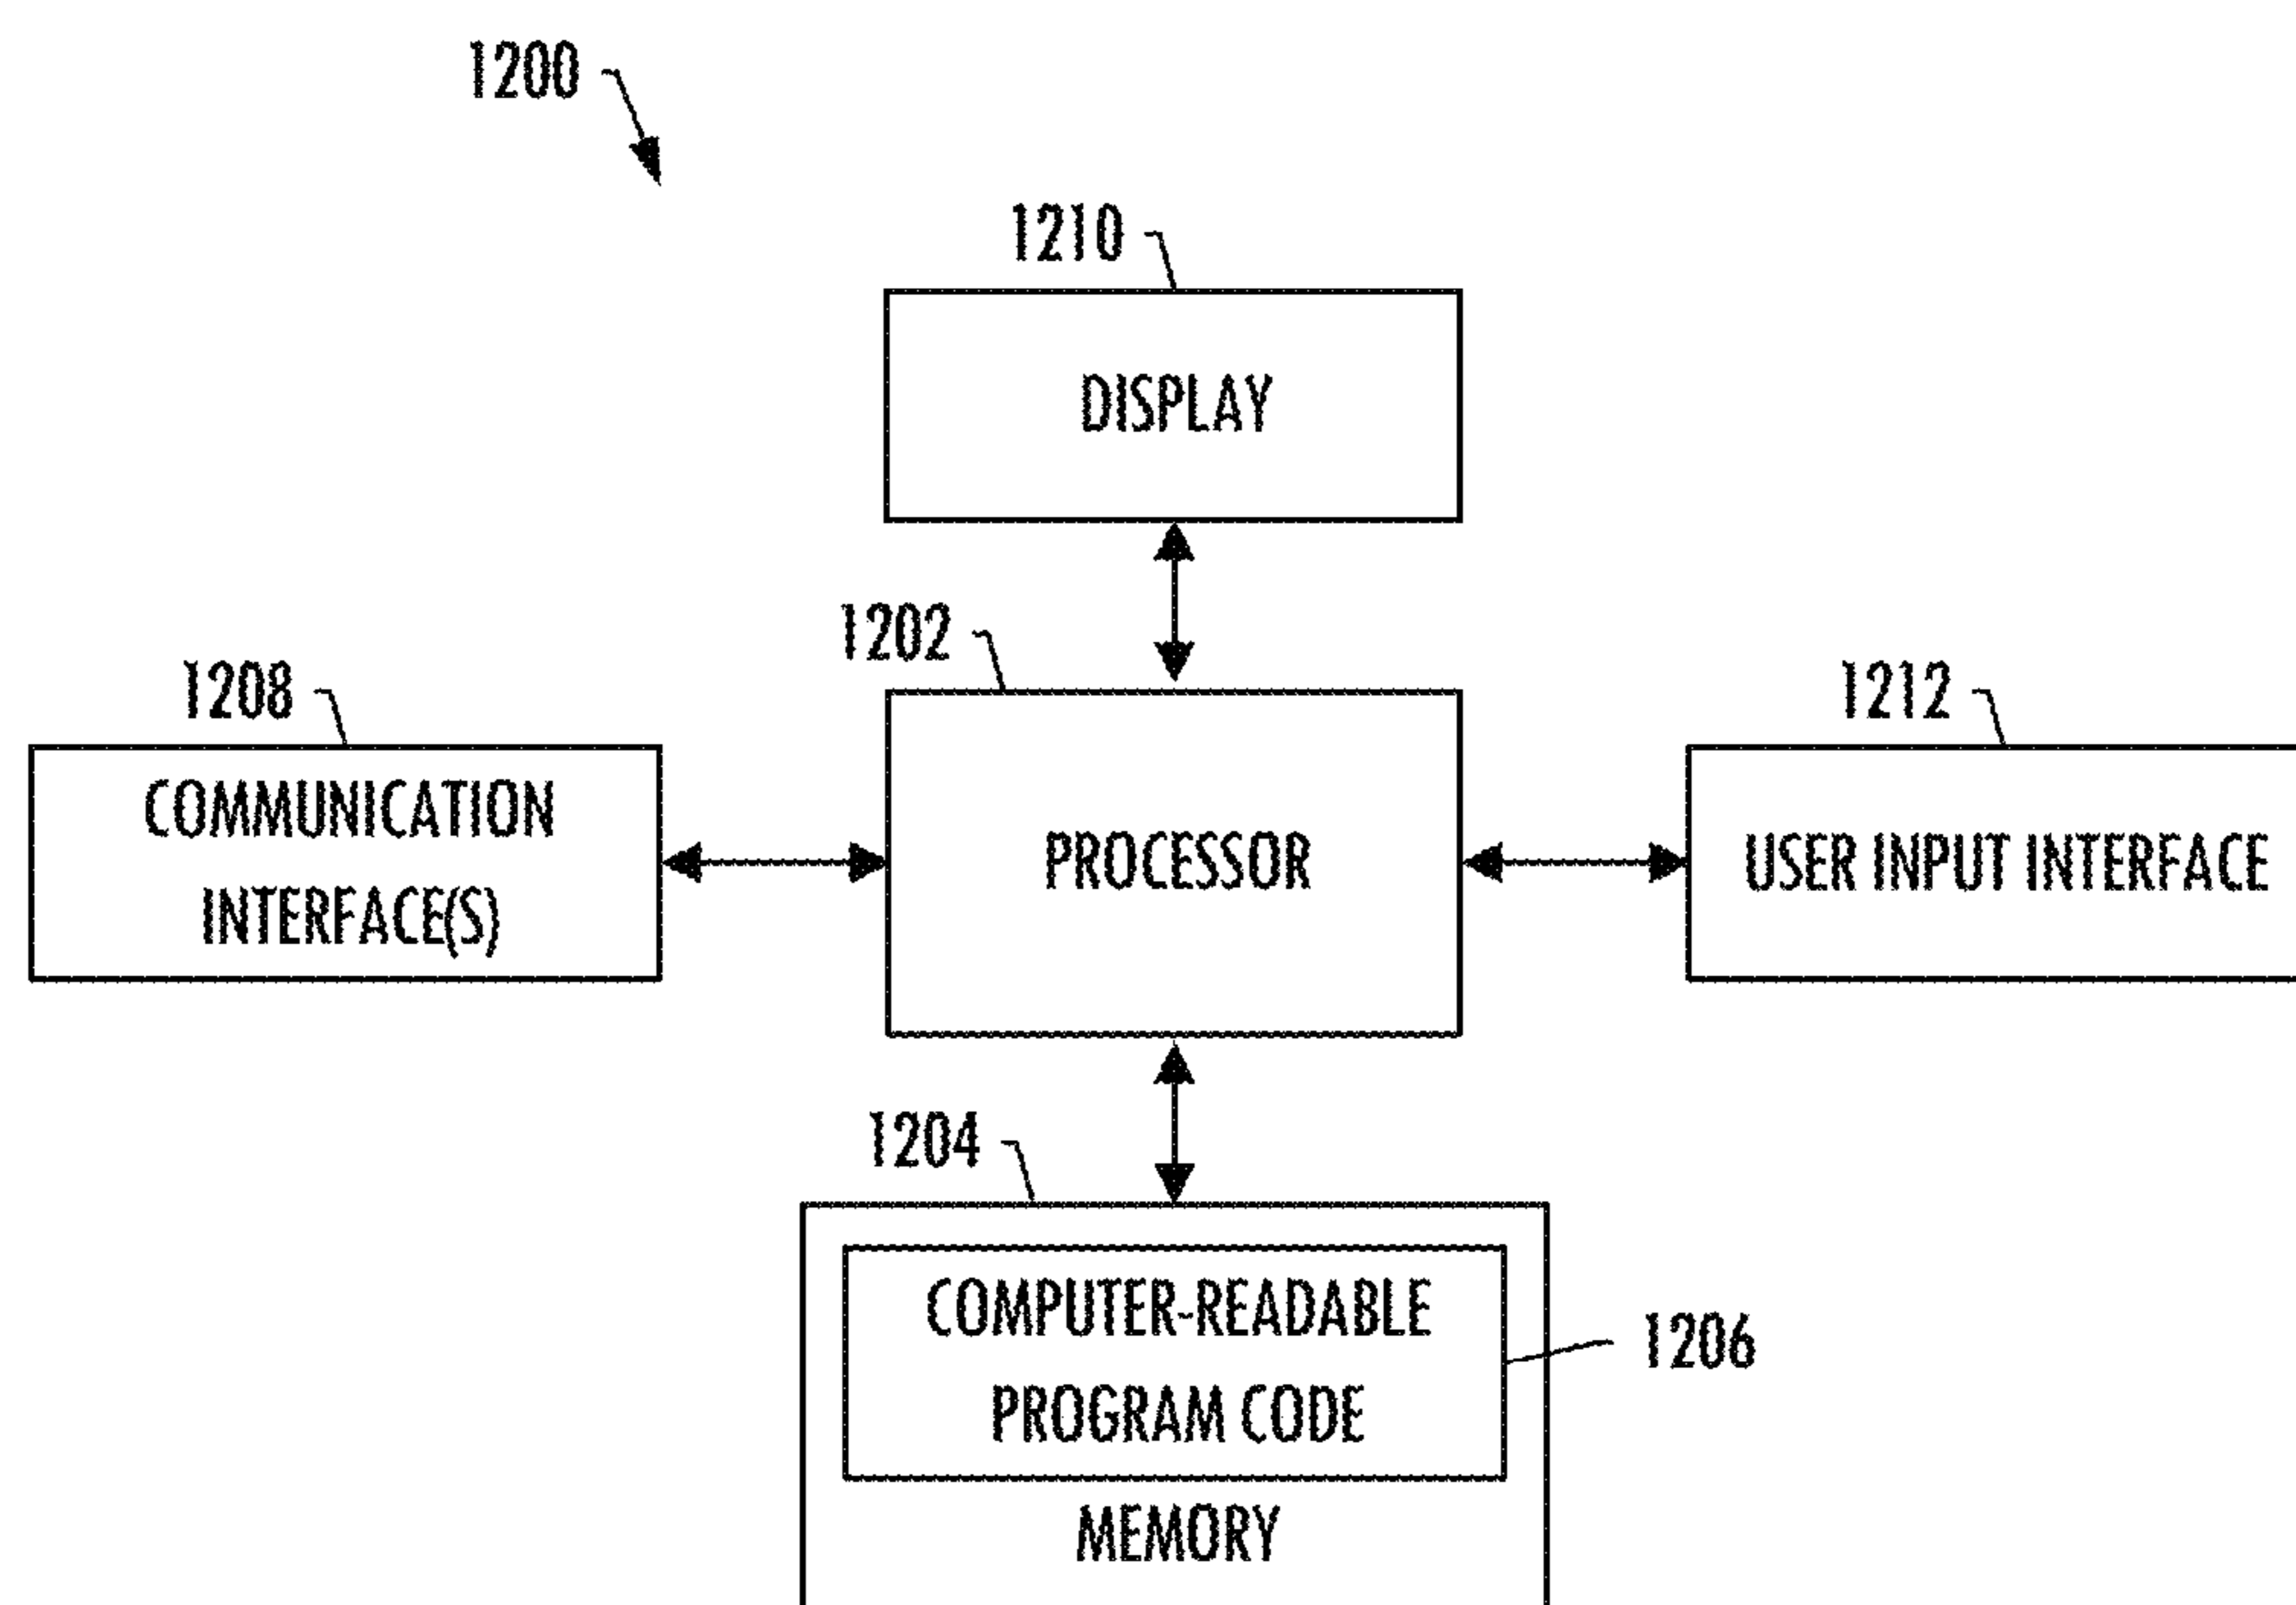 1200
1210
DISPLAY
1202
1208
1212
COMMUNICATION
INTERFACE(S)
PROCESSOR
USER INPUT INTERFACE
1204
COMPUTER-READABLE
PROGRAM CODE
1206
MEMORY